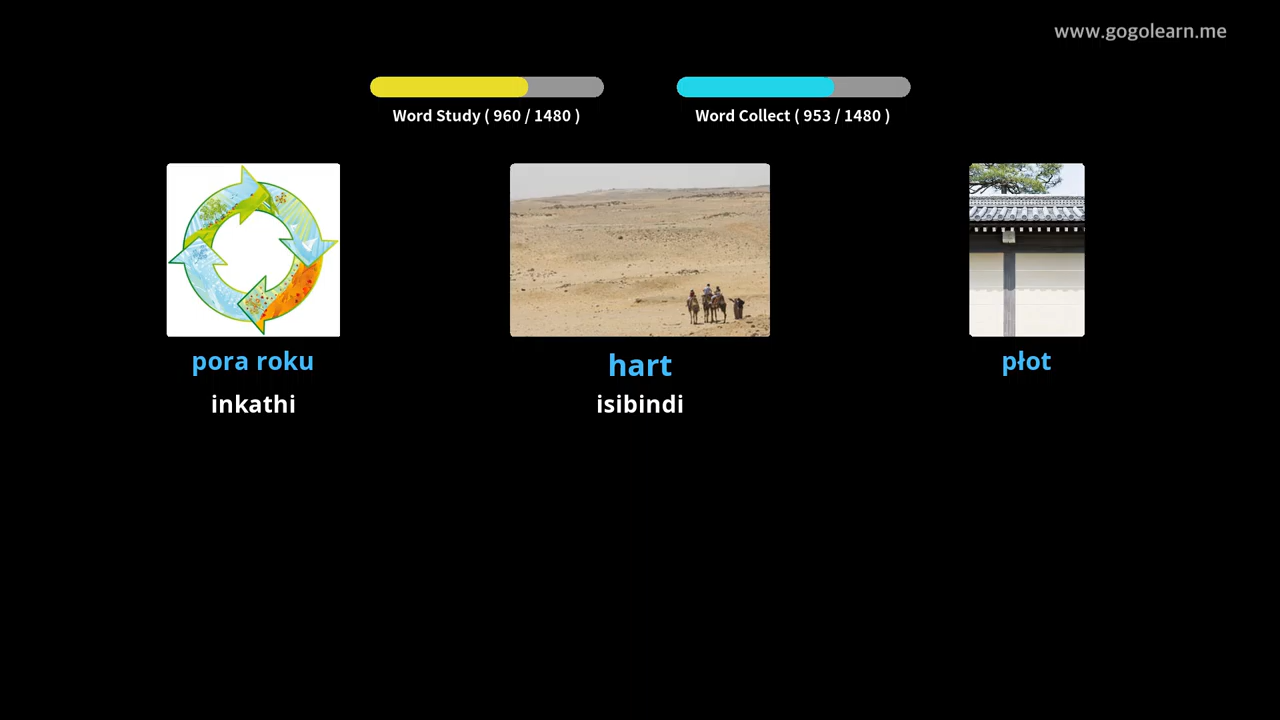 www.gogolearn.me
Word Study ( 960 / 1480 )
Word Collect ( 953 / 1480 )
pora roku
hart
płot
inkathi
isibindi